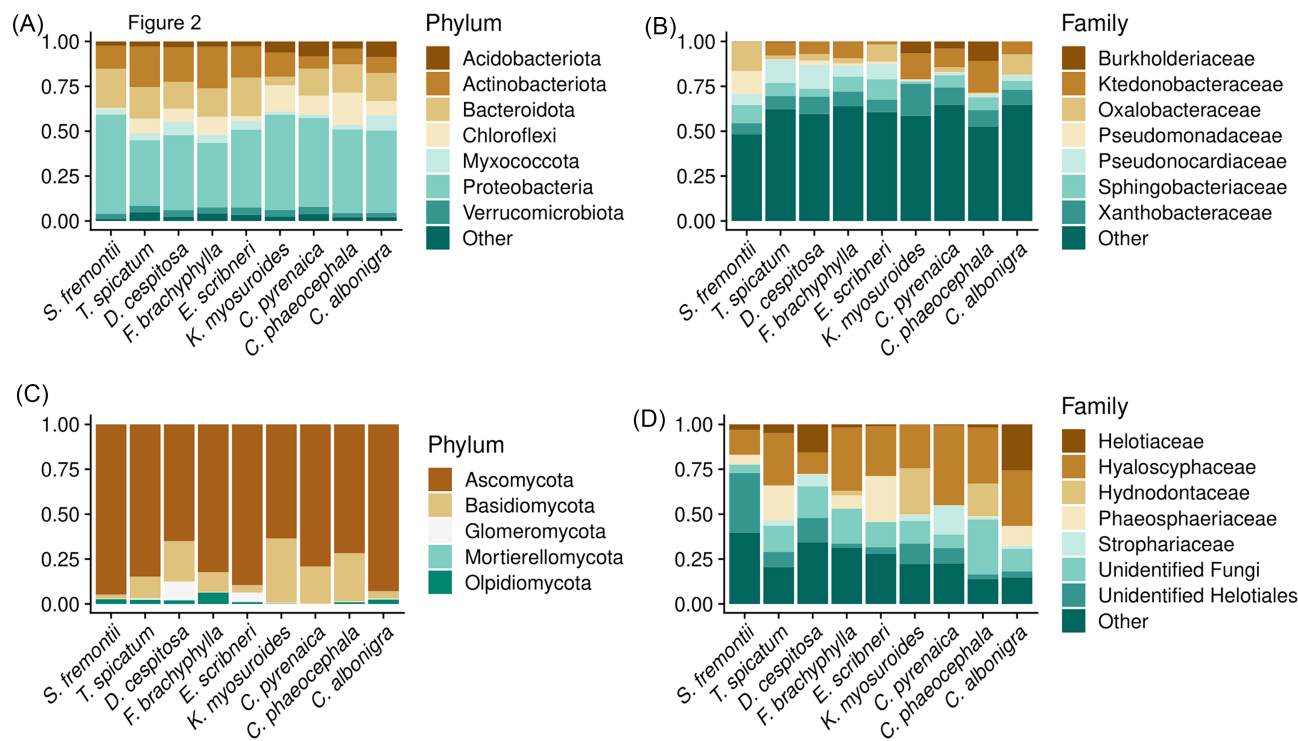 (A)
Figure 2
1.00
0.75
0.50
0.25
0.00
S. fremontii
T. spicatum
D. cespitosa
F. brachyphylla
E. scribneri
K. myosuroides
C. pyrenaica
C. phaeocephala
C. albonigra
Phylum
Acidobacteriota
Actinobacteriota
Bacteroidota
Chloroflexi
Myxococcota
Proteobacteria
Verrucomicrobiota
Other
(B)
1.00
0.75
0.50
0.25
0.00
S. fremontii
T. spicatum
D. cespitosa
F. brachyphylla
E. scribneri
K. myosuroides
C. pyrenaica
C. phaeocephala
C. albonigra
Family
Burkholderiaceae
Ktedonobacteraceae
Oxalobacteraceae
Pseudomonadaceae
Pseudonocardiaceae
Sphingobacteriaceae
Xanthobacteraceae
Other
(C)
1.00
0.75
0.50
0.25
0.00
S. fremontii
T. spicatum
D. cespitosa
F. brachyphylla
E. scribneri
K. myosuroides
C. pyrenaica
C. phaeocephala
C. albonigra
Phylum
Ascomycota
Basidiomycota
Glomeromycota
Mortierellomycota
Olpidiomycota
(D)
1.00
0.75
0.50
0.25
0.00
S. fremontii
T. spicatum
D. cespitosa
F. brachyphylla
E. scribneri
K. myosuroides
C. pyrenaica
C. phaeocephala
C. albonigra
Family
Helotiaceae
Hyaloscyphaceae
Hydnodontaceae
Phaeosphaeriaceae
Strophariaceae
Unidentified Fungi
Unidentified Helotiales
Other